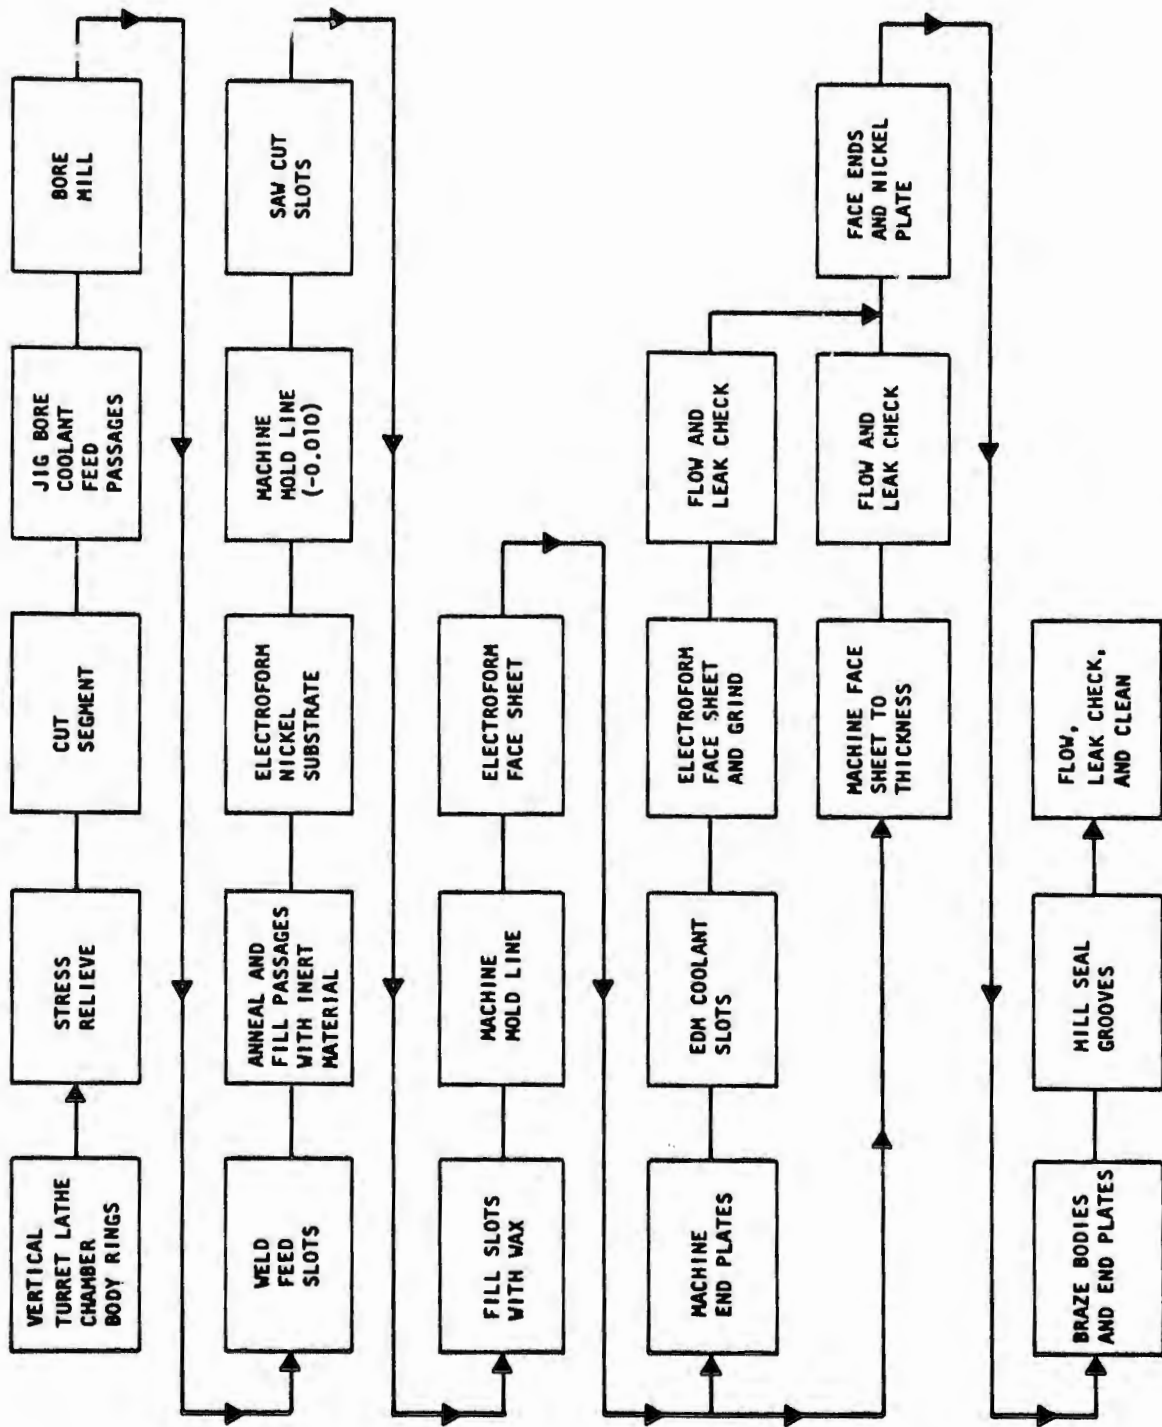 VERTICAL
TURRET LATHE
CHAMBER
BODY RINGS
STRESS
RELIEVE
CUT
SEGMENT
JIG BORE
COOLANT
FEED
PASSAGES
BORE
MILL
WELD
FEED
SLOTS
ANNEAL AND
FILL PASSAGES
WITH INERT
MATERIAL
ELECTROFORM
NICKEL
SUBSTRATE
MACHINE
MOLD LINE
(-0.010)
SAW CUT
SLOTS
FILL SLOTS
WITH WAX
MACHINE
MOLD LINE
ELECTROFORM
FACE SHEET
MACHINE
END PLATES
EDM COOLANT
SLOTS
ELECTROFORM
FACE SHEET
AND GRIND
FLOW AND
LEAK CHECK
MACHINE FACE
SHEET TO
THICKNESS
FLOW AND
LEAK CHECK
FACE ENDS
AND NICKEL
PLATE
BRAZE BODIES
AND END PLATES
MILL SEAL
GROOVES
FLOW,
LEAK CHECK,
AND CLEAN